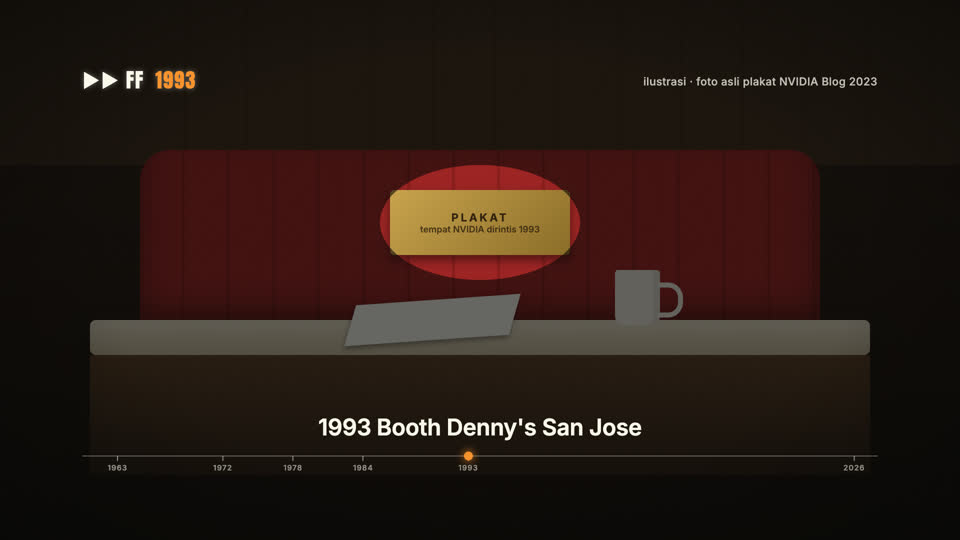 ▶▶ FF 1993
ilustrasi · foto asli plakat NVIDIA Blog 2023
PLAKAT
tempat NVIDIA dirintis 1993
1993 Booth Denny's San Jose
1963 1972 1978 1984 1993 2026